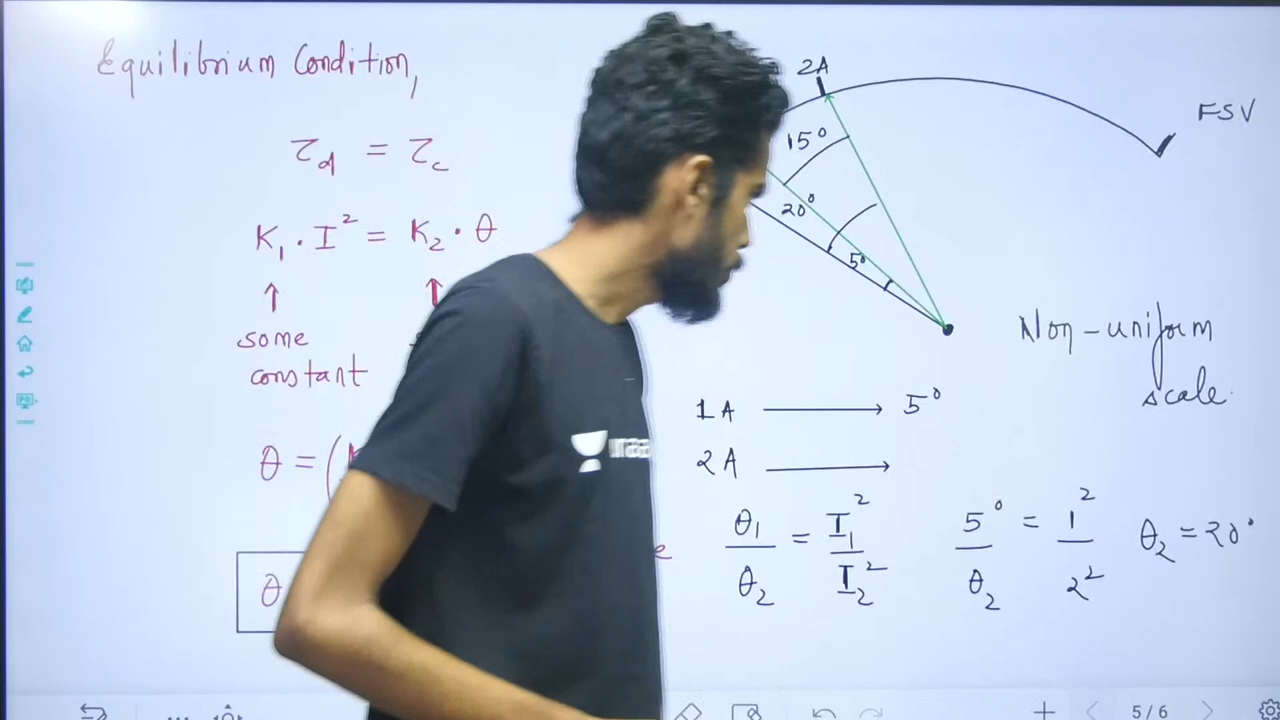 Equilibrium Condition,
τd = τc
K₁ · I² = K₂ · θ
↑ ↑
some
constant
θ = (
θ
2A
FSV
15°
20°
5°
Non-uniform
scale.
1A → 5°
2A →
θ₁/θ₂ = I₁²/I₂²
5°/θ₂ = 1²/2²
θ₂ = 20°
una
5/6